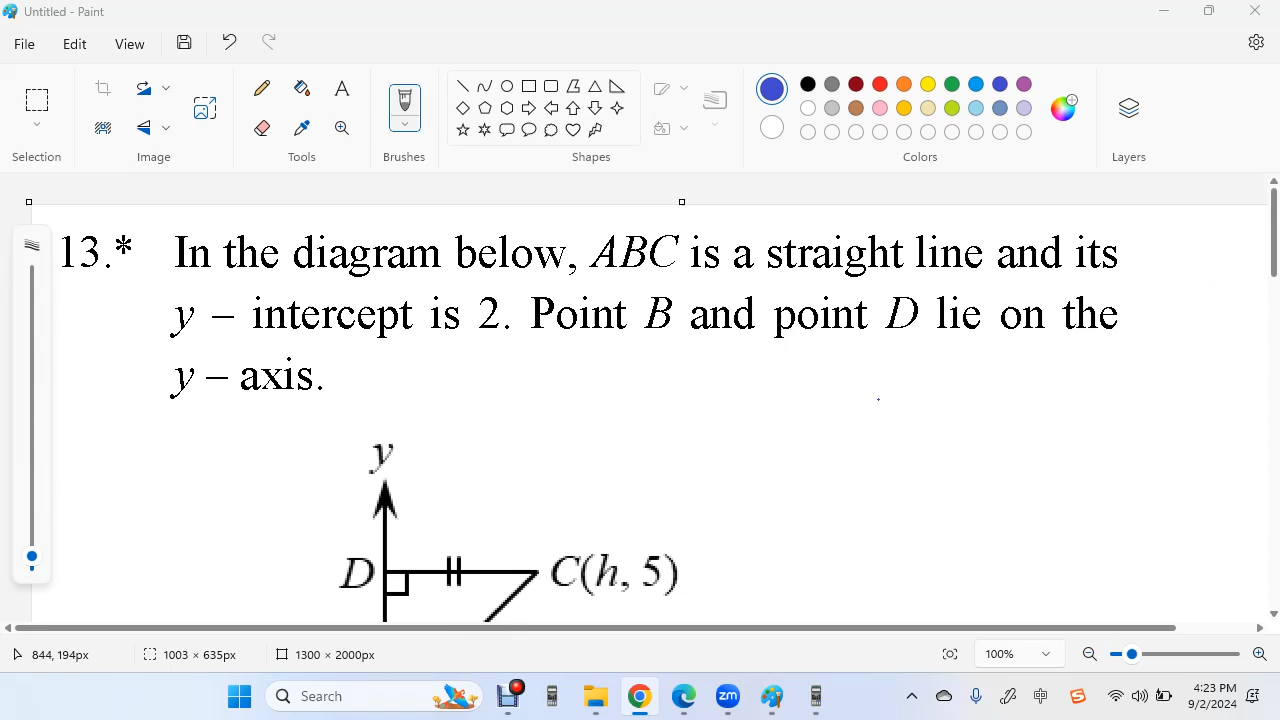 Untitled - Paint
File Edit View
Selection Image Tools Brushes Shapes Colors Layers
13.* In the diagram below, ABC is a straight line and its
y – intercept is 2. Point B and point D lie on the
y – axis.
y
D C(h, 5)
844, 194px 1003 × 635px 1300 × 2000px 100%
Search zm 中 S 4:23 PM
9/2/2024